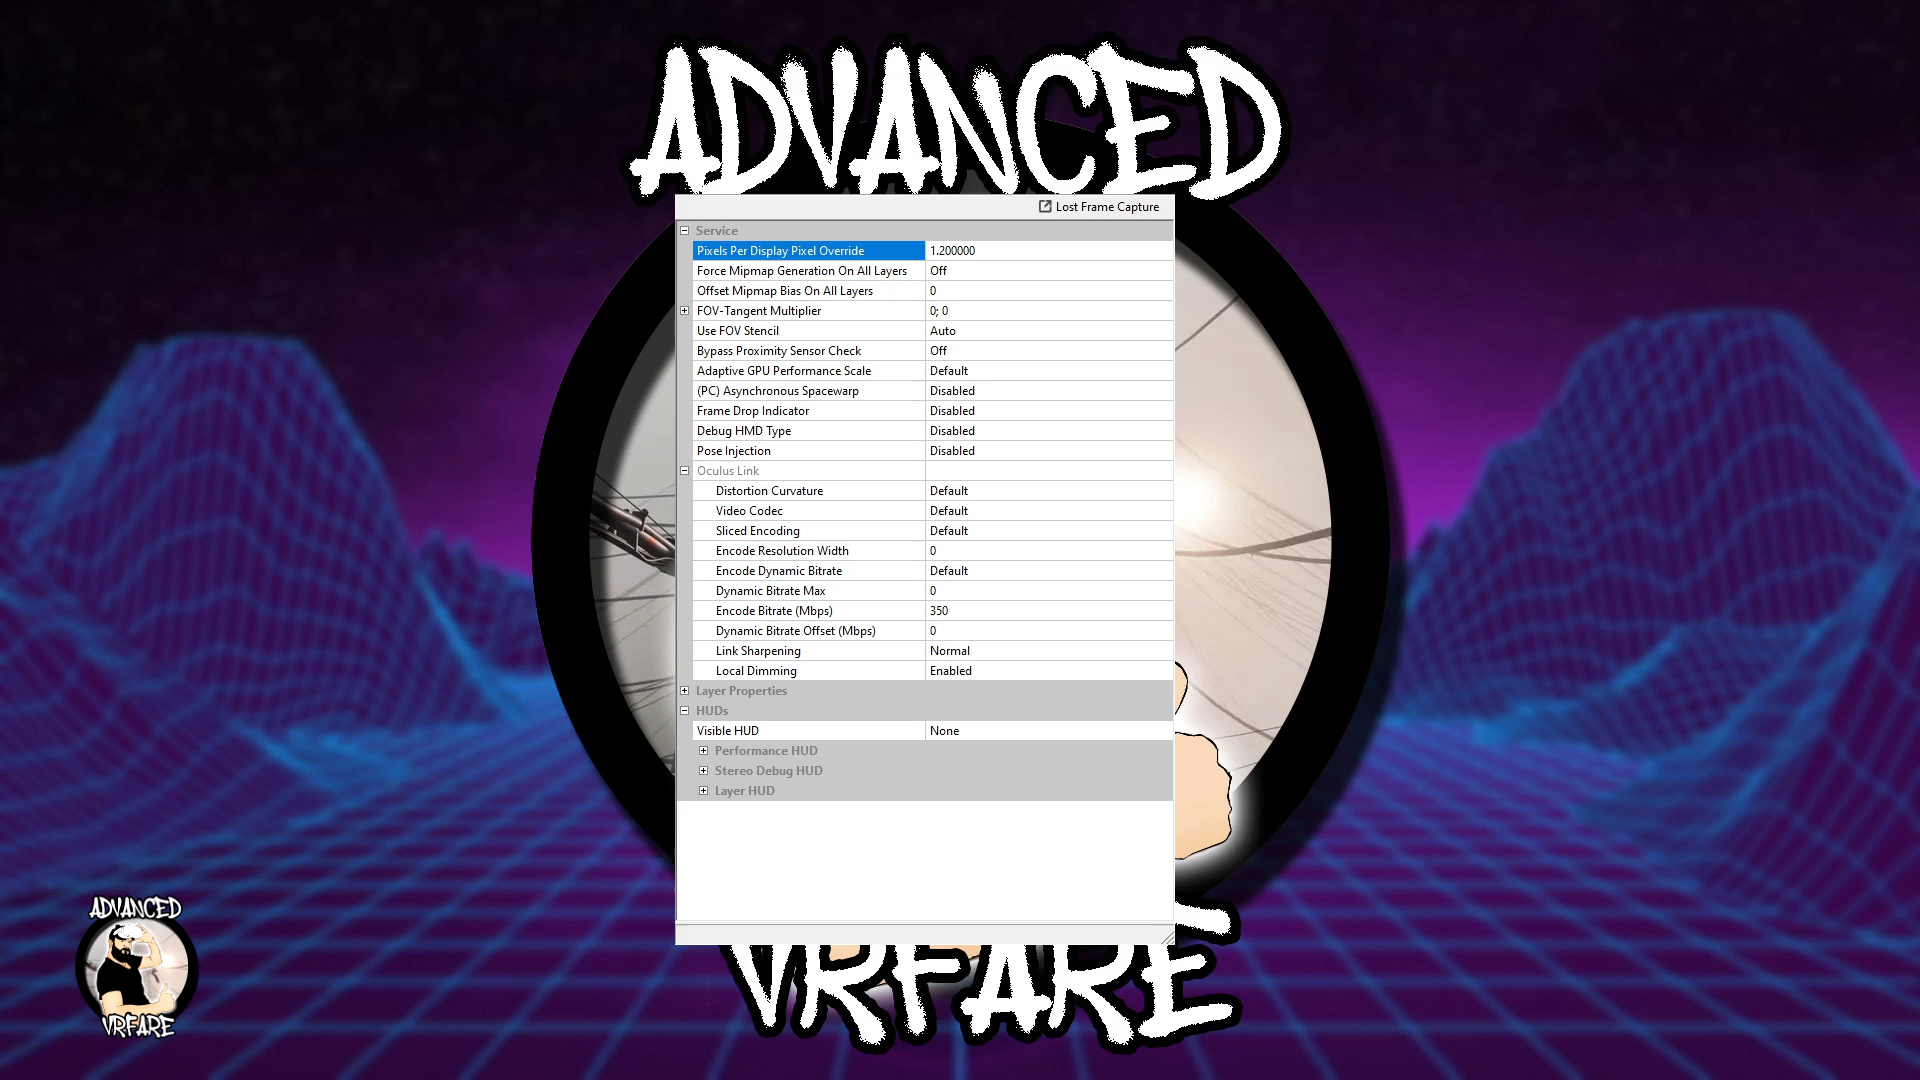 ADVANCED
Lost Frame Capture
Service
Pixels Per Display Pixel Override 1.200000
Force Mipmap Generation On All Layers Off
Offset Mipmap Bias On All Layers 0
FOV-Tangent Multiplier 0; 0
Use FOV Stencil Auto
Bypass Proximity Sensor Check Off
Adaptive GPU Performance Scale Default
(PC) Asynchronous Spacewarp Disabled
Frame Drop Indicator Disabled
Debug HMD Type Disabled
Pose Injection Disabled
Oculus Link
Distortion Curvature Default
Video Codec Default
Sliced Encoding Default
Encode Resolution Width 0
Encode Dynamic Bitrate Default
Dynamic Bitrate Max 0
Encode Bitrate (Mbps) 350
Dynamic Bitrate Offset (Mbps) 0
Link Sharpening Normal
Local Dimming Enabled
Layer Properties
HUDs
Visible HUD None
Performance HUD
Stereo Debug HUD
Layer HUD
VRFARE
ADVANCED
VRFARE